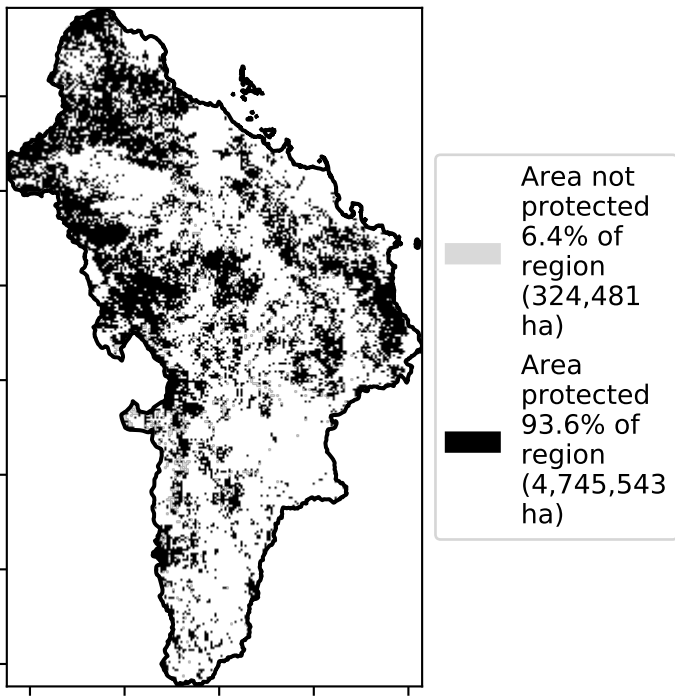 Area not
protected
6.4% of
region
(324,481
ha)
Area
protected
93.6% of
region
(4,745,543
ha)